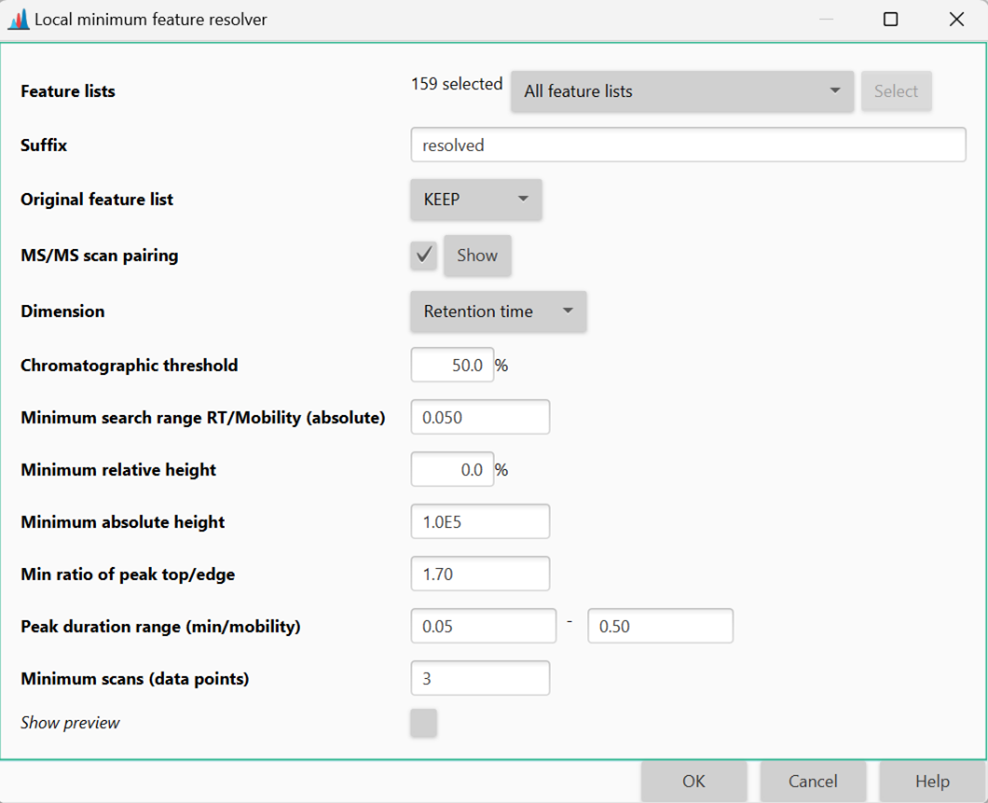 Local minimum feature resolver
Feature lists 159 selected All feature lists Select
Suffix resolved
Original feature list KEEP
MS/MS scan pairing Show
Dimension Retention time
Chromatographic threshold 50.0 %
Minimum search range RT/Mobility (absolute) 0.050
Minimum relative height 0.0 %
Minimum absolute height 1.0E5
Min ratio of peak top/edge 1.70
Peak duration range (min/mobility) 0.05 - 0.50
Minimum scans (data points) 3
Show preview
OK Cancel Help